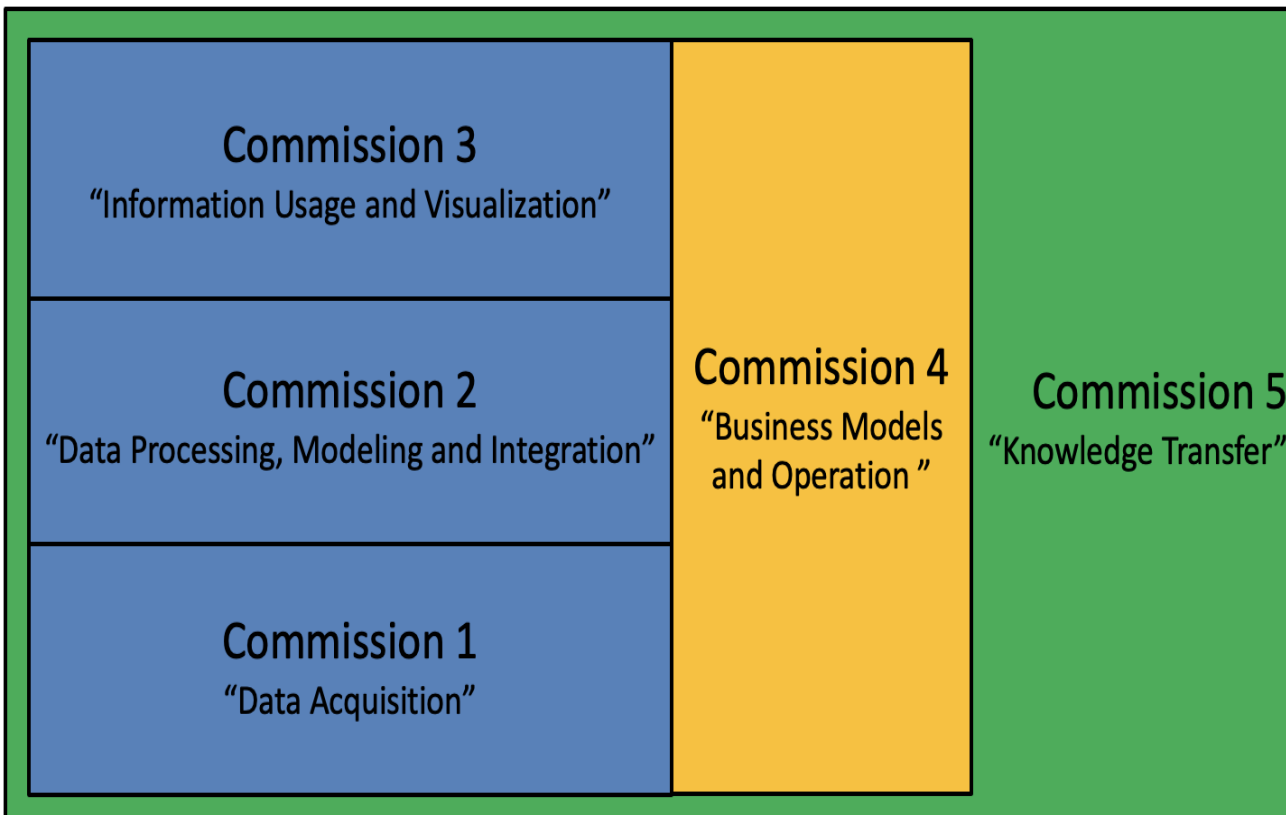 Commission 3
“Information Usage and Visualization”
Commission 2
“Data Processing, Modeling and Integration”
Commission 1
“Data Acquisition”
Commission 4
“Business Models
and Operation ”
Commission 5
“Knowledge Transfer”